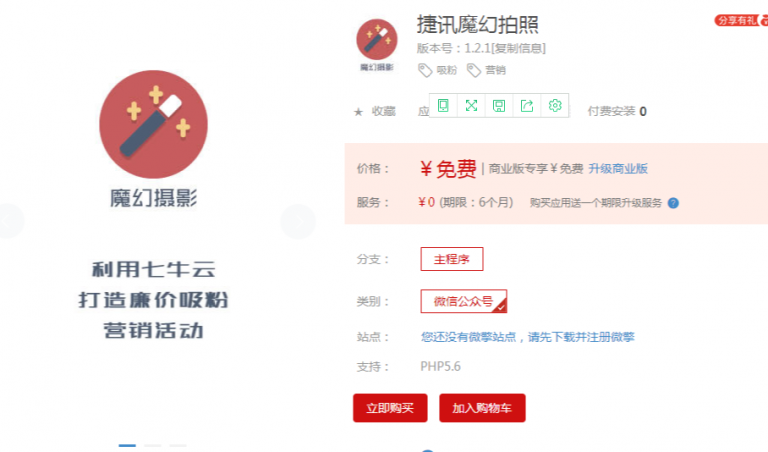 魔幻摄影
利用七牛云
打造廉价吸粉
营销活动
魔幻摄影
捷讯魔幻拍照
分享有礼
版本号：1.2.1[复制信息]
吸粉 营销
★ 收藏 应 付费安装 0
价格： ￥免费 | 商业版专享￥免费 升级商业版
服务： ￥0 (期限：6个月) 购买应用送一个期限升级服务 ?
分支： 主程序
类别： 微信公众号
站点： 您还没有微擎站点，请先下载并注册微擎
支持： PHP5.6
立即购买 加入购物车